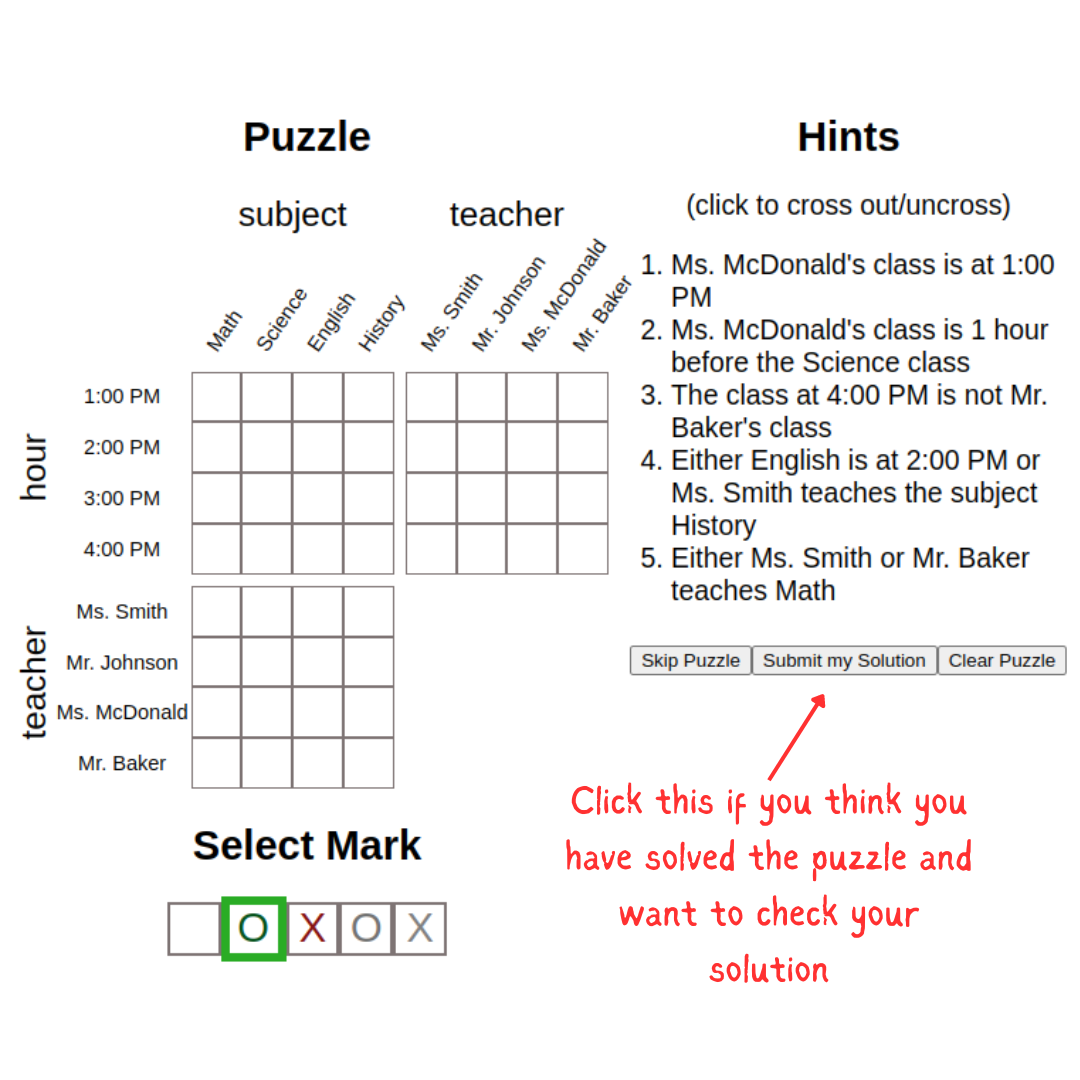 Puzzle
Hints
subject
teacher
(click to cross out/uncross)
Math
Science
English
History
Ms. Smith
Mr. Johnson
Ms. McDonald
Mr. Baker
1. Ms. McDonald's class is at 1:00
PM
2. Ms. McDonald's class is 1 hour
before the Science class
3. The class at 4:00 PM is not Mr.
Baker's class
4. Either English is at 2:00 PM or
Ms. Smith teaches the subject
History
5. Either Ms. Smith or Mr. Baker
teaches Math
hour
1:00 PM
2:00 PM
3:00 PM
4:00 PM
teacher
Ms. Smith
Mr. Johnson
Ms. McDonald
Mr. Baker
Skip Puzzle Submit my Solution Clear Puzzle
Click this if you think you
have solved the puzzle and
want to check your
solution
Select Mark
O X O X